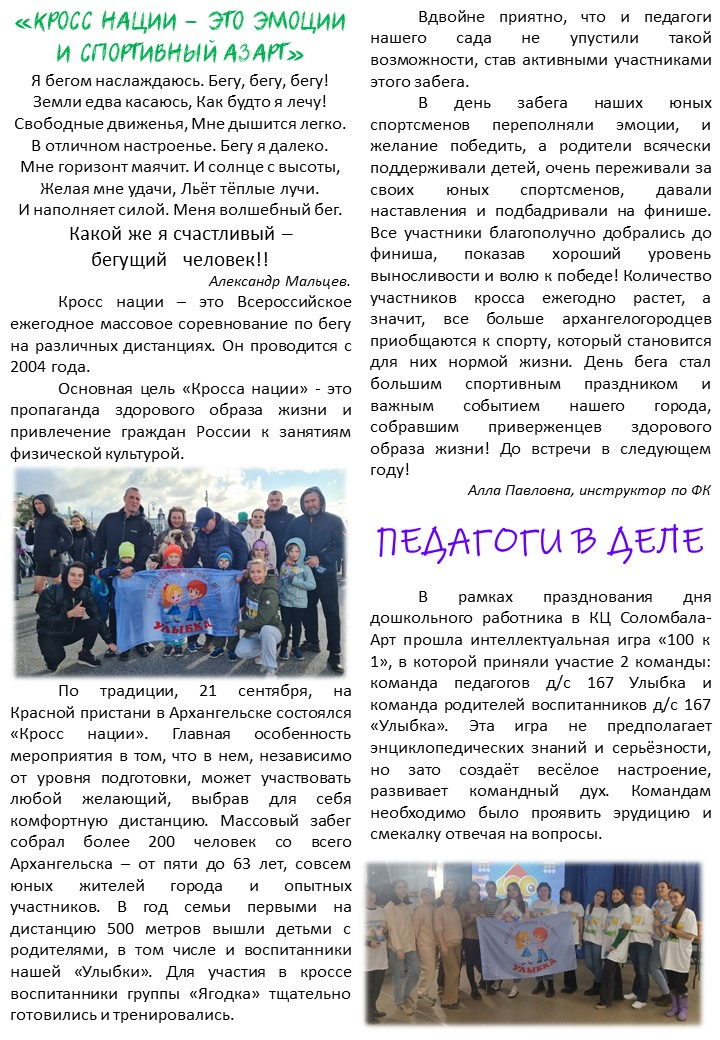 «КРОСС НАЦИИ – ЭТО ЭМОЦИИ
И СПОРТИВНЫЙ АЗАРТ»
Я бегом наслаждаюсь. Бегу, бегу, бегу!
Земли едва касаюсь, Как будто я лечу!
Свободные движенья, Мне дышится легко.
В отличном настроенье. Бегу я далеко.
Мне горизонт маячит. И солнце с высоты,
Желая мне удачи, Льёт тёплые лучи.
И наполняет силой. Меня волшебный бег.
Какой же я счастливый –
бегущий человек!!
Александр Мальцев.
Кросс нации – это Всероссийское
ежегодное массовое соревнование по бегу
на различных дистанциях. Он проводится с
2004 года.
Основная цель «Кросса нации» - это
пропаганда здорового образа жизни и
привлечение граждан России к занятиям
физической культурой.
УЛЫБКА
По традиции, 21 сентября, на
Красной пристани в Архангельске состоялся
«Кросс нации». Главная особенность
мероприятия в том, что в нем, независимо
от уровня подготовки, может участвовать
любой желающий, выбрав для себя
комфортную дистанцию. Массовый забег
собрал более 200 человек со всего
Архангельска – от пяти до 63 лет, совсем
юных жителей города и опытных
участников. В год семьи первыми на
дистанцию 500 метров вышли детьми с
родителями, в том числе и воспитанники
нашей «Улыбки». Для участия в кроссе
воспитанники группы «Ягодка» тщательно
готовились и тренировались.
Вдвойне приятно, что и педагоги
нашего сада не упустили такой
возможности, став активными участниками
этого забега.
В день забега наших юных
спортсменов переполняли эмоции, и
желание победить, а родители всячески
поддерживали детей, очень переживали за
своих юных спортсменов, давали
наставления и подбадривали на финише.
Все участники благополучно добрались до
финиша, показав хороший уровень
выносливости и волю к победе! Количество
участников кросса ежегодно растет, а
значит, все больше архангелогородцев
приобщаются к спорту, который становится
для них нормой жизни. День бега стал
большим спортивным праздником и
важным событием нашего города,
собравшим приверженцев здорового
образа жизни! До встречи в следующем
году!
Алла Павловна, инструктор по ФК
ПЕДАГОГИ В ДЕЛЕ
В рамках празднования дня
дошкольного работника в КЦ Соломбала-
Арт прошла интеллектуальная игра «100 к
1», в которой приняли участие 2 команды:
команда педагогов д/с 167 Улыбка и
команда родителей воспитанников д/с 167
«Улыбка». Эта игра не предполагает
энциклопедических знаний и серьёзности,
но зато создаёт весёлое настроение,
развивает командный дух. Командам
необходимо было проявить эрудицию и
смекалку отвечая на вопросы.
УЛЫБКА